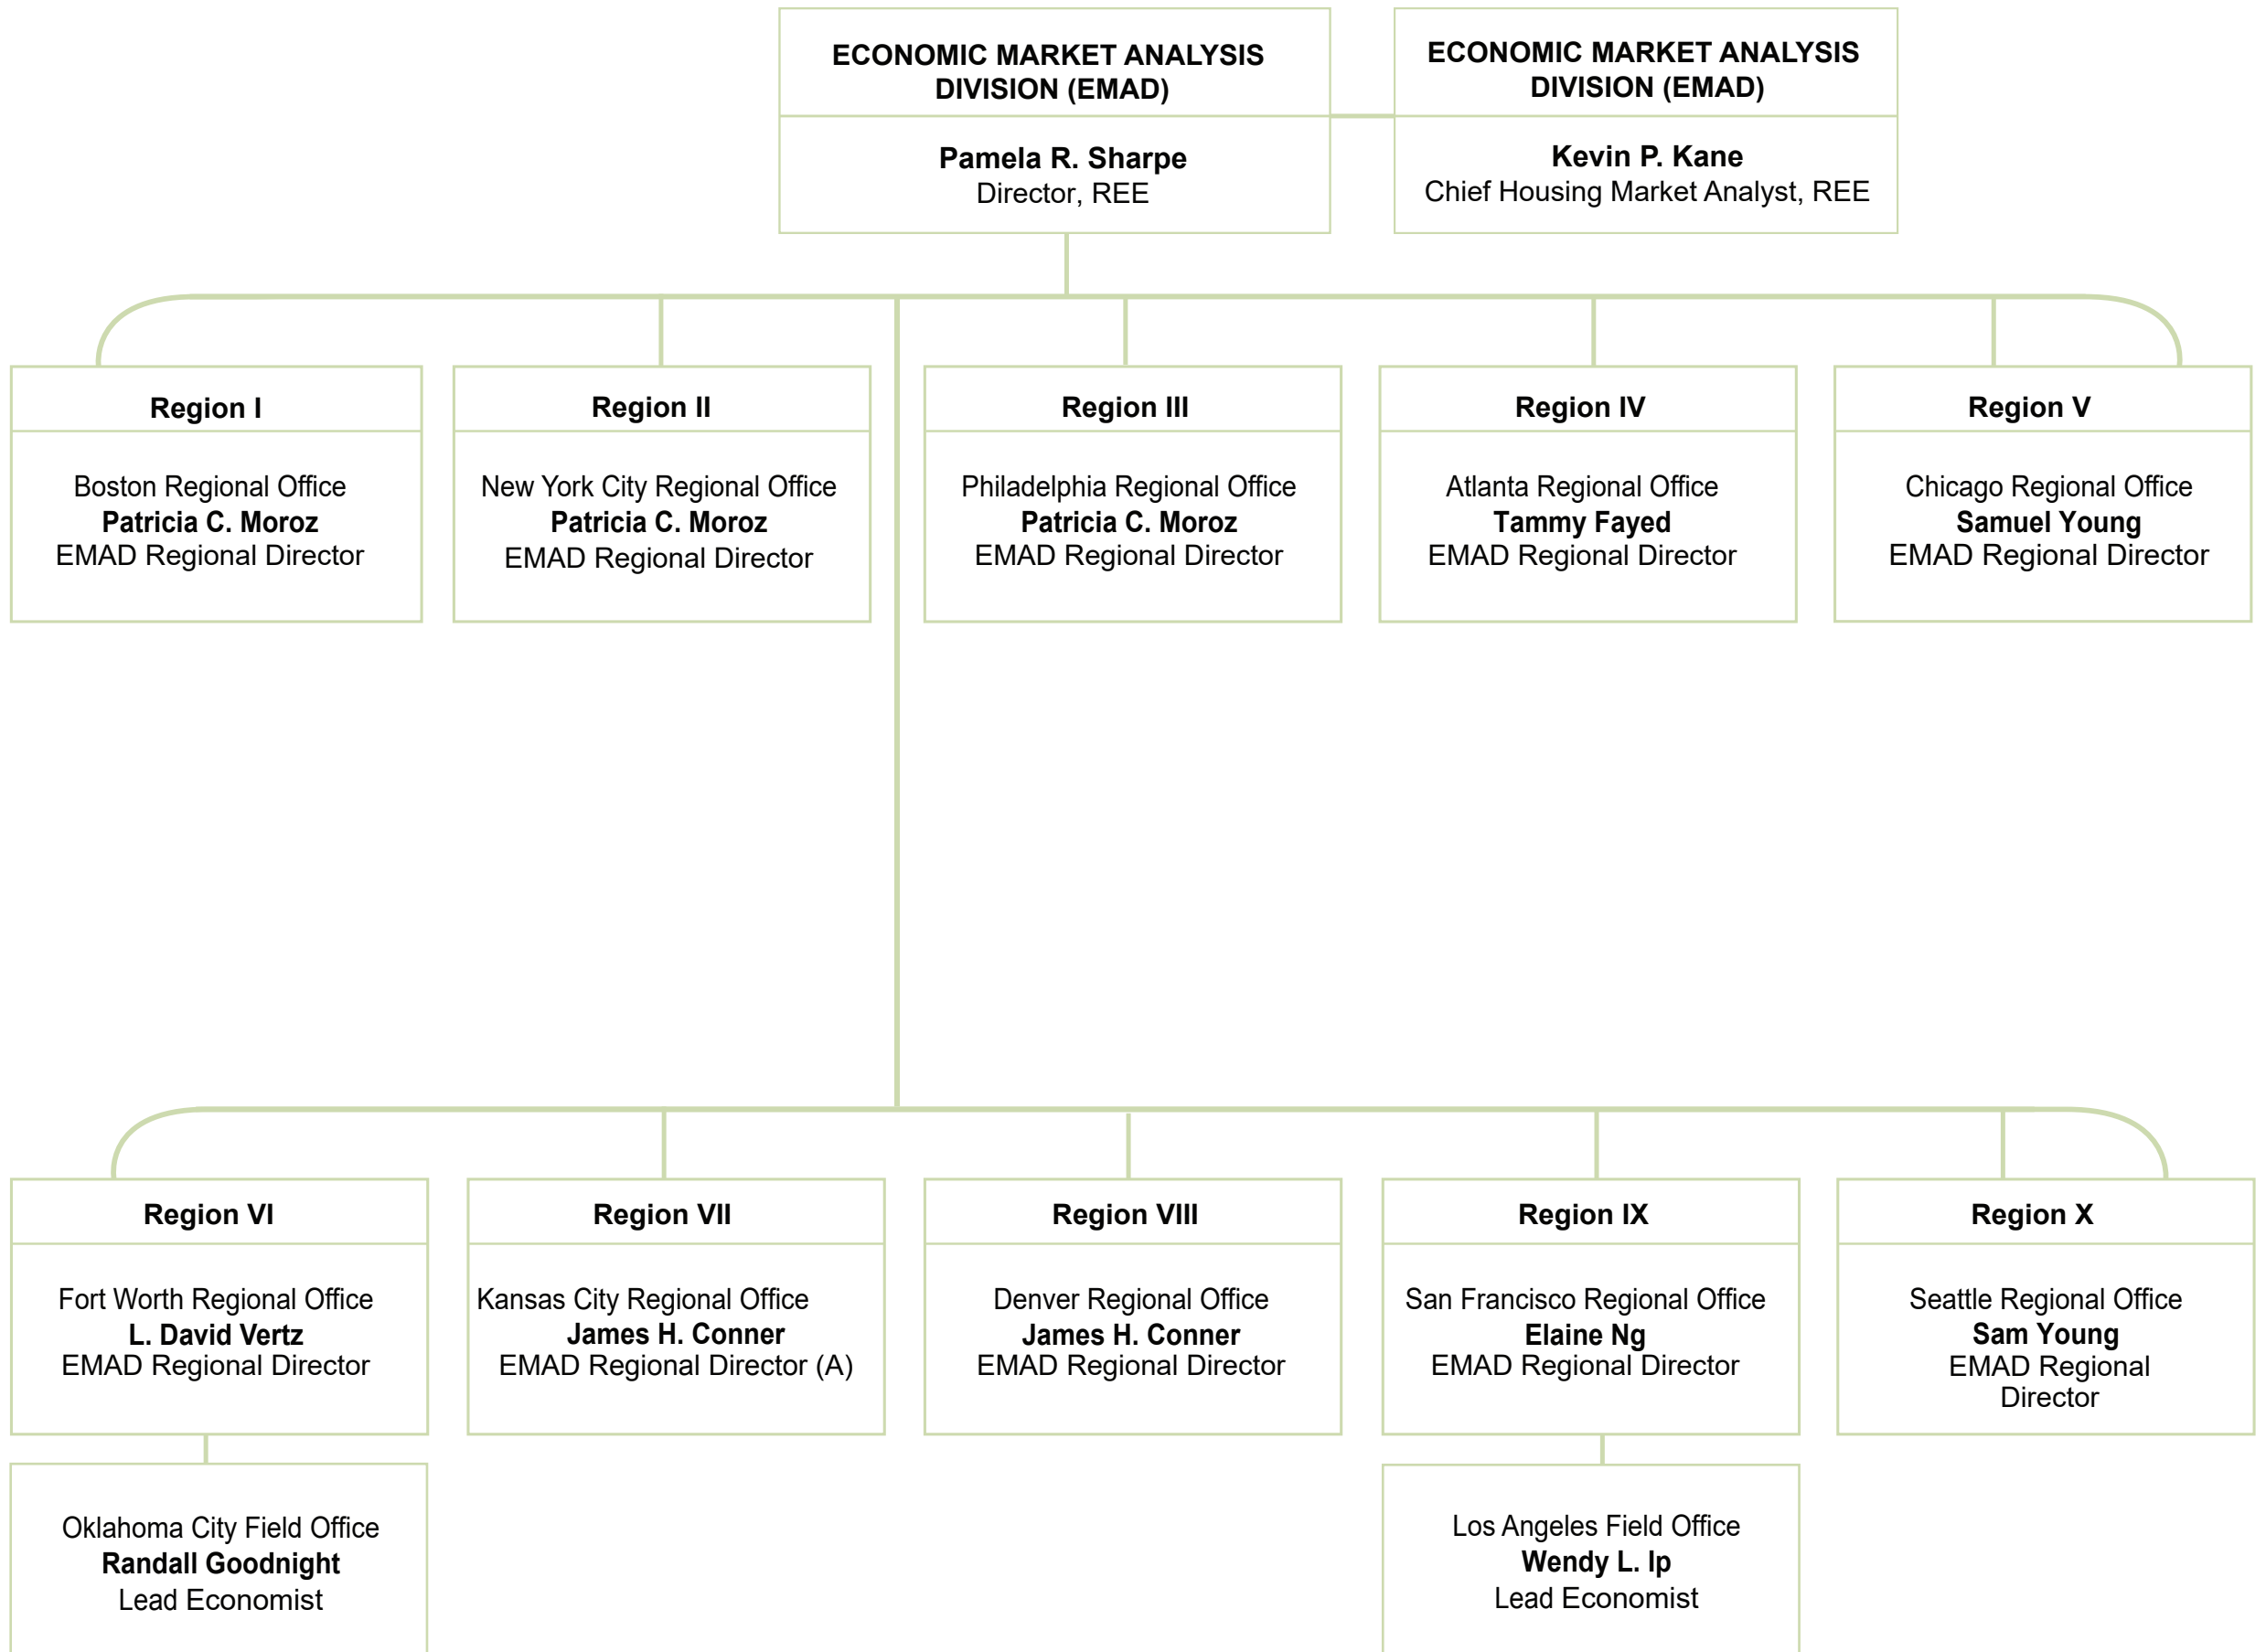 ECONOMIC MARKET ANALYSIS
DIVISION (EMAD)
Pamela R. Sharpe
Director, REE
ECONOMIC MARKET ANALYSIS
DIVISION (EMAD)
Kevin P. Kane
Chief Housing Market Analyst, REE
Region I
Boston Regional Office
Patricia C. Moroz
EMAD Regional Director
Region II
New York City Regional Office
Patricia C. Moroz
EMAD Regional Director
Region III
Philadelphia Regional Office
Patricia C. Moroz
EMAD Regional Director
Region IV
Atlanta Regional Office
Tammy Fayed
EMAD Regional Director
Region V
Chicago Regional Office
Samuel Young
EMAD Regional Director
Region VI
Fort Worth Regional Office
L. David Vertz
EMAD Regional Director
Region VII
Kansas City Regional Office
James H. Conner
EMAD Regional Director (A)
Region VIII
Denver Regional Office
James H. Conner
EMAD Regional Director
Region IX
San Francisco Regional Office
Elaine Ng
EMAD Regional Director
Region X
Seattle Regional Office
Sam Young
EMAD Regional
Director
Oklahoma City Field Office
Randall Goodnight
Lead Economist
Los Angeles Field Office
Wendy L. Ip
Lead Economist